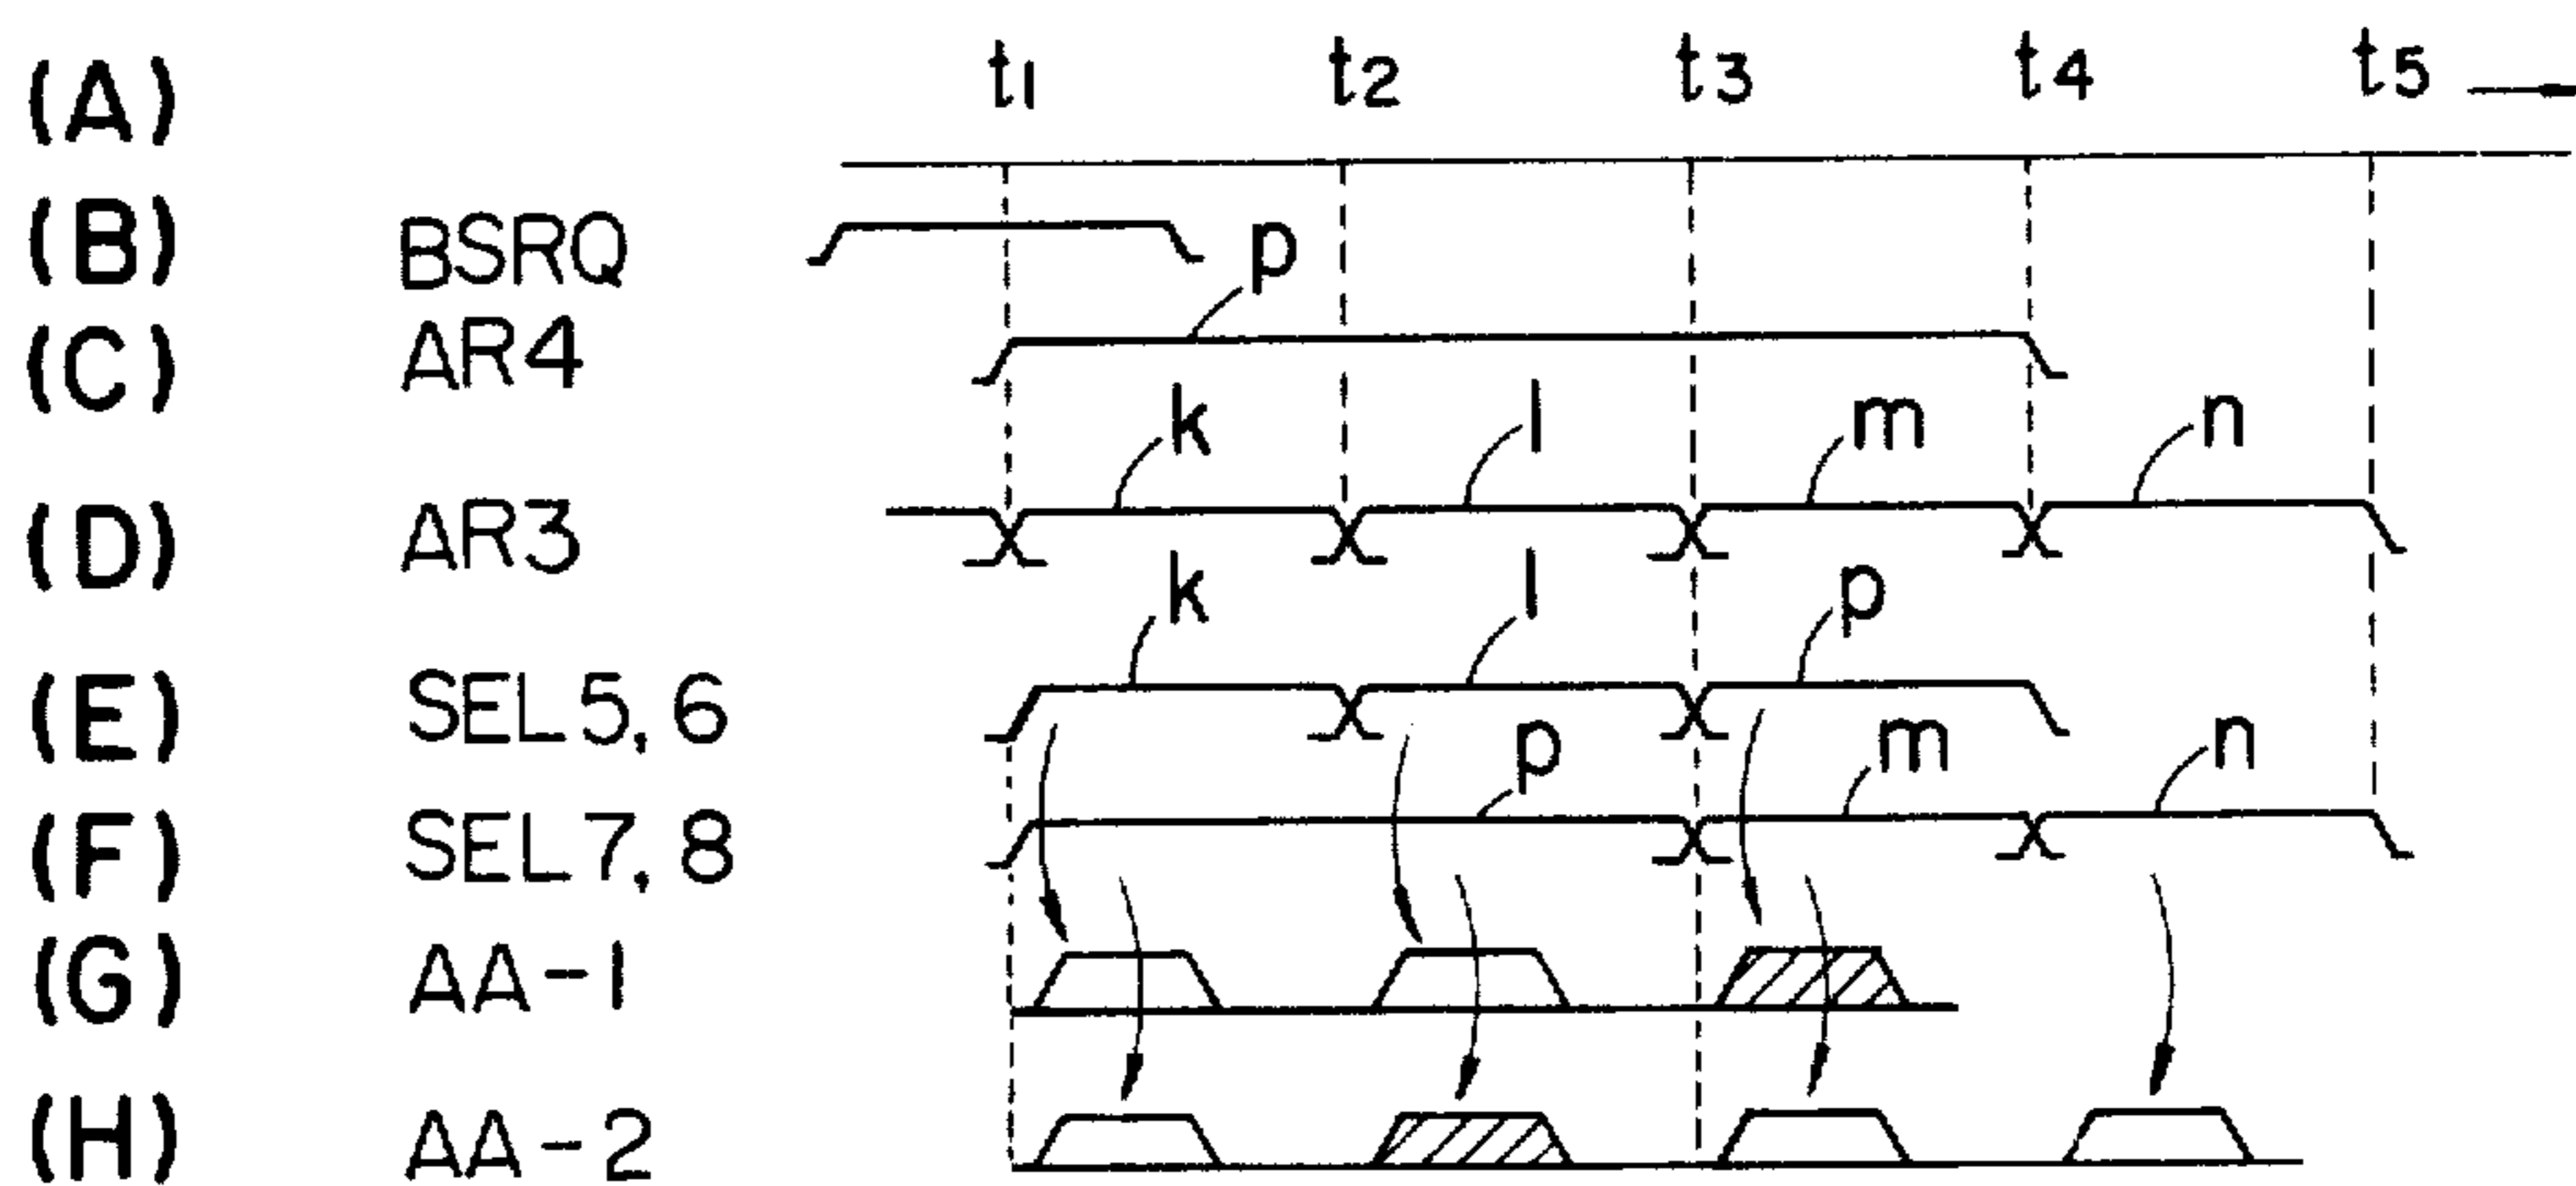 (A) t1 t2 t3 t4 t5
(B) BSRQ p
(C) AR4
k l m n
(D) AR3
k l p
(E) SEL5,6
p m n
(F) SEL7,8
(G) AA-1
(H) AA-2